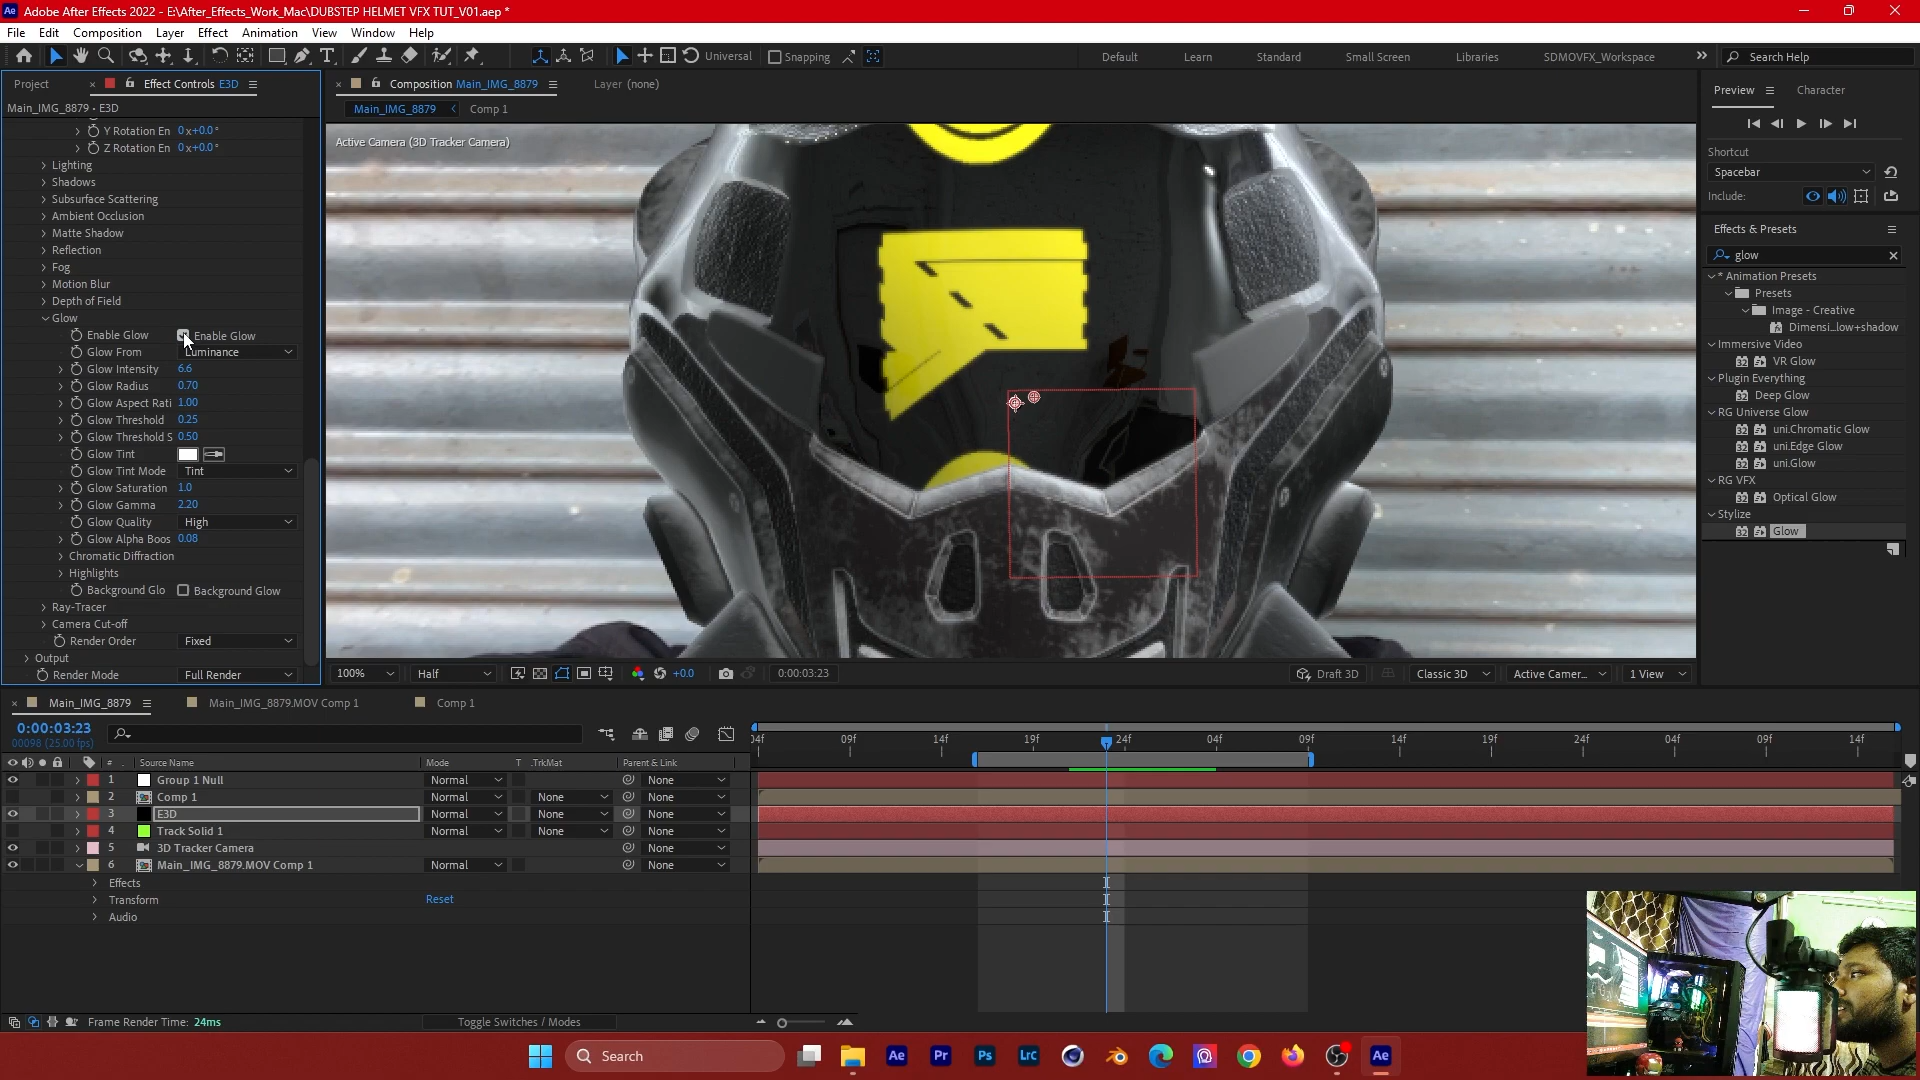 Ae Adobe After Effects 2022 - E:\After_Effects_Work_Mac\DUBSTEP HELMET VFX TUT_V01.aep *
File Edit Composition Layer Effect Animation View Window Help
Universal Snapping Default Learn Standard Small Screen Libraries SDMOVFX_Workspace Search Help
Project Effect Controls E3D
Main_IMG_8879 • E3D
Y Rotation En 0x+0.0°
Z Rotation En 0x+0.0°
Lighting
Shadows
Subsurface Scattering
Ambient Occlusion
Matte Shadow
Reflection
Fog
Motion Blur
Depth of Field
Glow
Enable Glow Enable Glow
Glow From Luminance
Glow Intensity 6.6
Glow Radius 0.70
Glow Aspect Rati 1.00
Glow Threshold 0.25
Glow Threshold S 0.50
Glow Tint
Glow Tint Mode Tint
Glow Saturation 1.0
Glow Gamma 2.20
Glow Quality High
Glow Alpha Boos 0.08
Chromatic Diffraction
Highlights
Background Glo Background Glow
Ray-Tracer
Camera Cut-off
Render Order Fixed
Output
Render Mode Full Render
Composition Main_IMG_8879 Layer (none)
Main_IMG_8879 Comp 1
Active Camera (3D Tracker Camera)
100% Half +0.0 0:00:03:23 Draft 3D Classic 3D Active Camer... 1 View
Preview Character
Shortcut
Spacebar
Include:
Effects & Presets
glow
* Animation Presets
Presets
Image - Creative
Dimensi...low+shadow
Immersive Video
VR Glow
Plugin Everything
Deep Glow
RG Universe Glow
uni.Chromatic Glow
uni.Edge Glow
uni.Glow
RG VFX
Optical Glow
Stylize
Glow
Main_IMG_8879 Main_IMG_8879.MOV Comp 1 Comp 1
0:00:03:23
00098 (25.00 fps)
04f 09f 14f 19f 24f 04f 09f 14f 19f 24f 04f 09f 14f
# Source Name Mode T .TrkMat Parent & Link
1 Group 1 Null Normal None
2 Comp 1 Normal None None
3 E3D Normal None None
4 Track Solid 1 Normal None None
5 3D Tracker Camera None
6 Main_IMG_8879.MOV Comp 1 Normal None None
Effects
Transform Reset
Audio
Frame Render Time: 24ms Toggle Switches / Modes
Search Ae Pr Ps LrC Ae